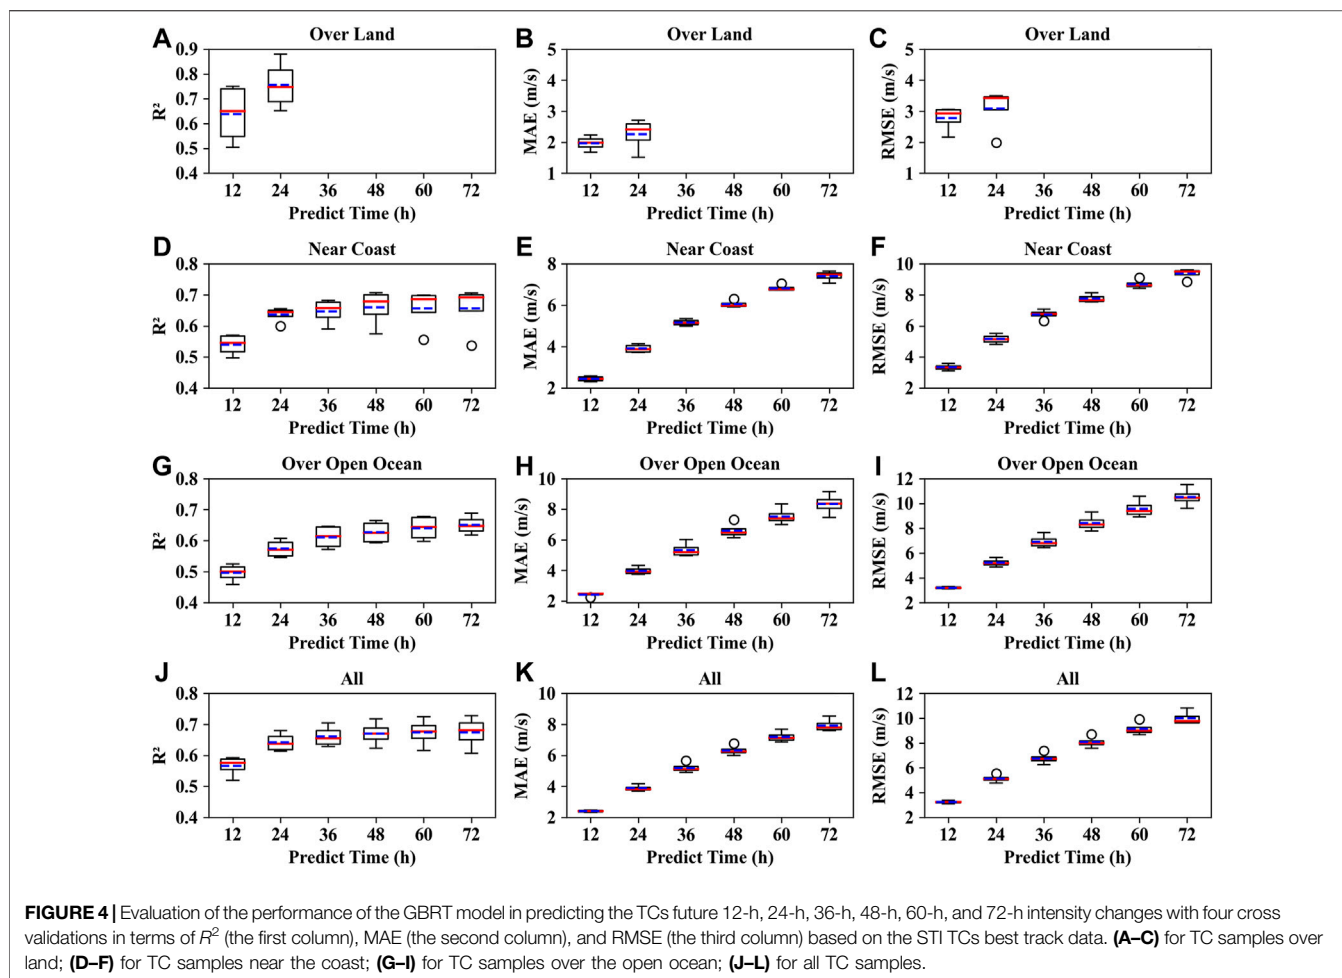 A Over Land
R²
0.9
0.8
0.7
0.6
0.5
0.4
12 24 36 48 60 72
Predict Time (h)
B Over Land
MAE (m/s)
5
4
3
2
1
12 24 36 48 60 72
Predict Time (h)
C Over Land
RMSE (m/s)
5
4
3
2
1
12 24 36 48 60 72
Predict Time (h)
D Near Coast
R²
0.8
0.7
0.6
0.5
0.4
12 24 36 48 60 72
Predict Time (h)
E Near Coast
MAE (m/s)
8
6
4
2
12 24 36 48 60 72
Predict Time (h)
F Near Coast
RMSE (m/s)
10
8
6
4
2
12 24 36 48 60 72
Predict Time (h)
G Over Open Ocean
R²
0.8
0.7
0.6
0.5
0.4
12 24 36 48 60 72
Predict Time (h)
H Over Open Ocean
MAE (m/s)
10
8
6
4
2
12 24 36 48 60 72
Predict Time (h)
I Over Open Ocean
RMSE (m/s)
12
10
8
6
4
2
12 24 36 48 60 72
Predict Time (h)
J All
R²
0.8
0.7
0.6
0.5
0.4
12 24 36 48 60 72
Predict Time (h)
K All
MAE (m/s)
10
8
6
4
2
12 24 36 48 60 72
Predict Time (h)
L All
RMSE (m/s)
12
10
8
6
4
2
12 24 36 48 60 72
Predict Time (h)
FIGURE 4 | Evaluation of the performance of the GBRT model in predicting the TCs future 12-h, 24-h, 36-h, 48-h, 60-h, and 72-h intensity changes with four cross
validations in terms of R² (the first column), MAE (the second column), and RMSE (the third column) based on the STI TCs best track data. (A–C) for TC samples over
land; (D–F) for TC samples near the coast; (G–I) for TC samples over the open ocean; (J–L) for all TC samples.